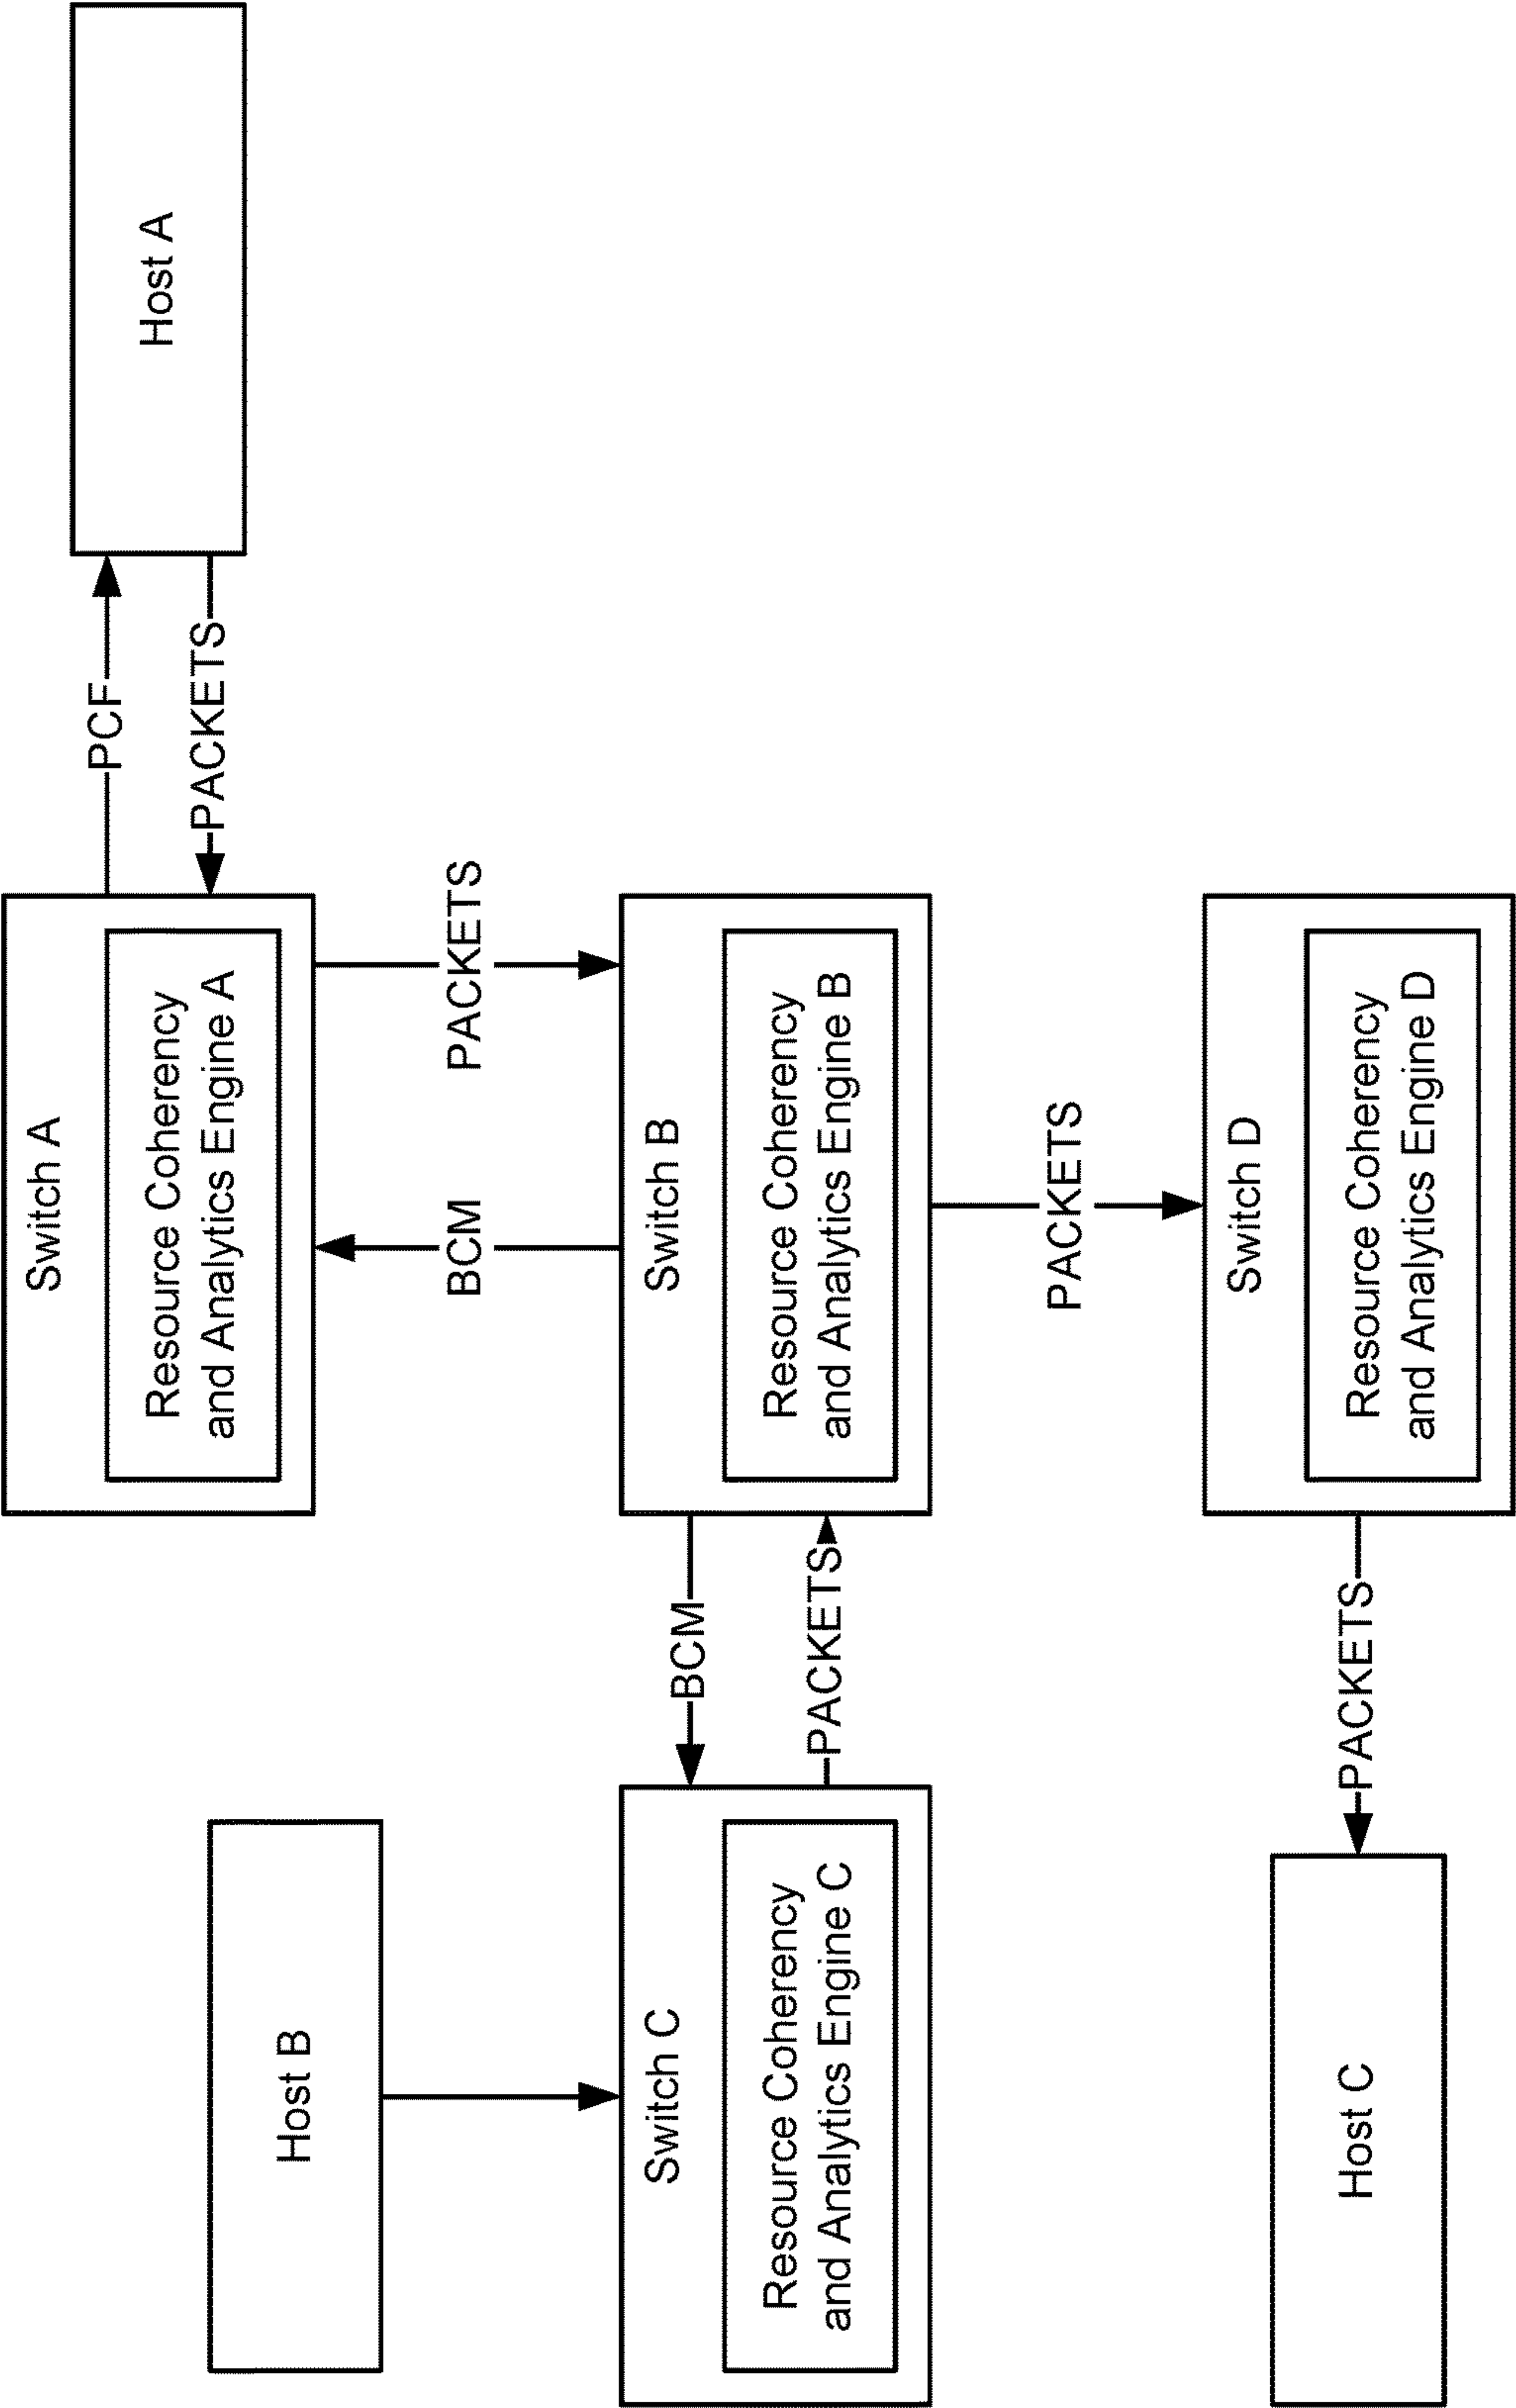 Switch A
Resource Coherency
and Analytics Engine A
PCF
PACKETS
Host A
Host B
BCM
PACKETS
Switch C
Resource Coherency
and Analytics Engine C
BCM
PACKETS
Switch B
Resource Coherency
and Analytics Engine B
PACKETS
Host C
PACKETS
Switch D
Resource Coherency
and Analytics Engine D